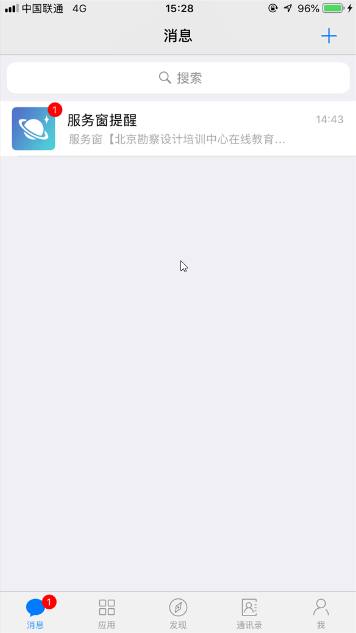 中国联通 4G 15:28 96%
消息
搜索
1
服务窗提醒 14:43
服务窗【北京勘察设计培训中心在线教育...
1
消息 应用 发现 通讯录 我